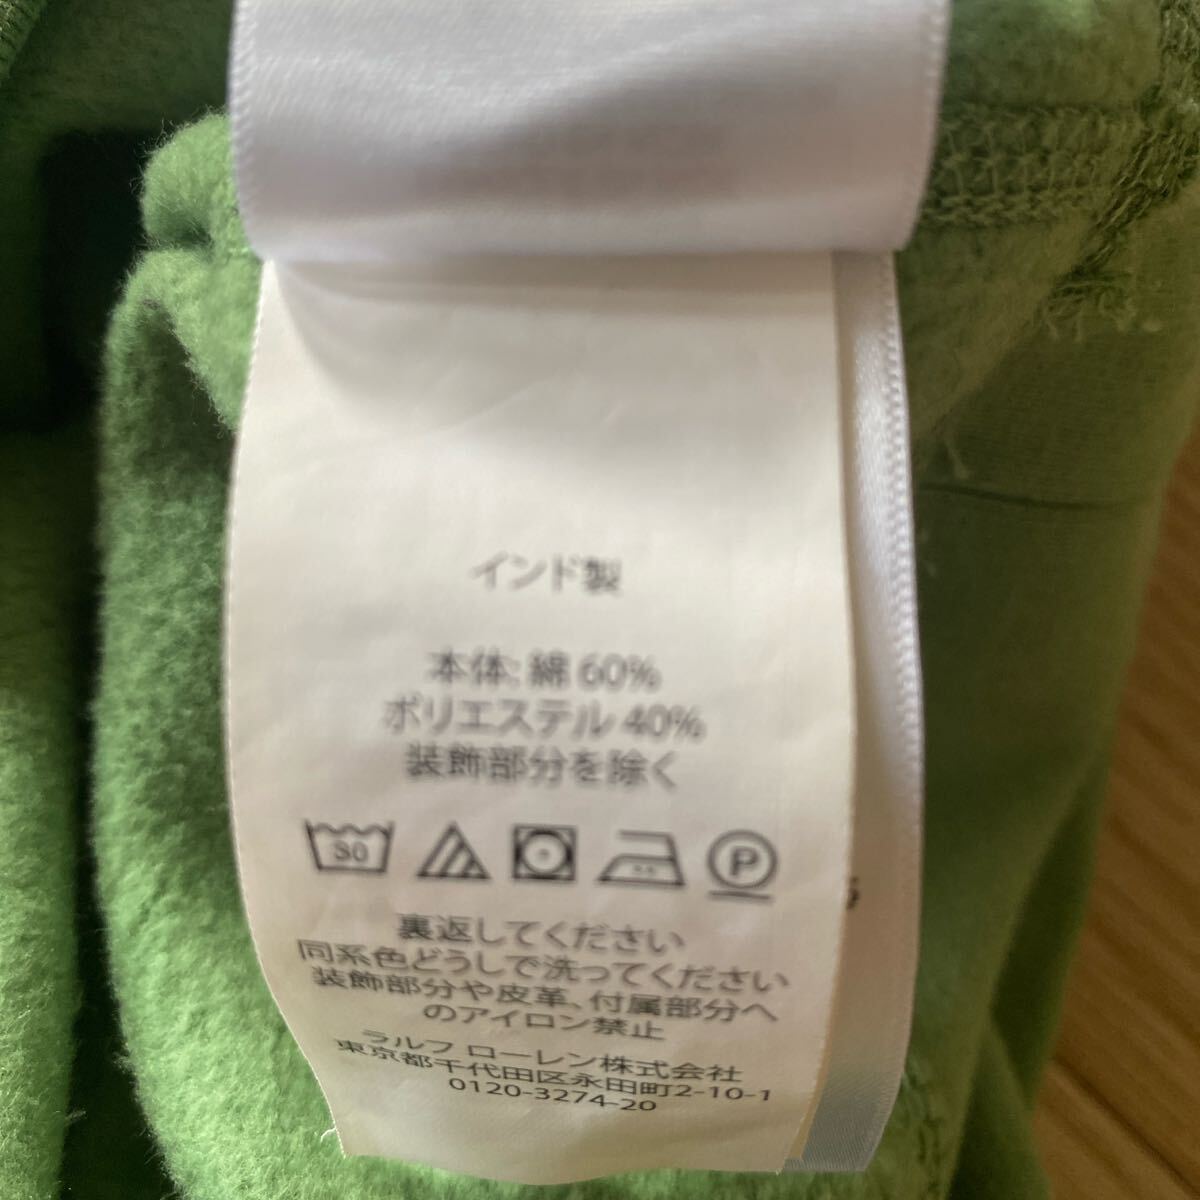 インド製
本体: 綿 60%
ポリエステル 40%
装飾部分を除く
30
P
裏返してください
同系色どうしで洗ってください
装飾部分や皮革、付属部分へ
のアイロン禁止
ラルフ ローレン株式会社
東京都千代田区永田町2-10-1
0120-3274-20